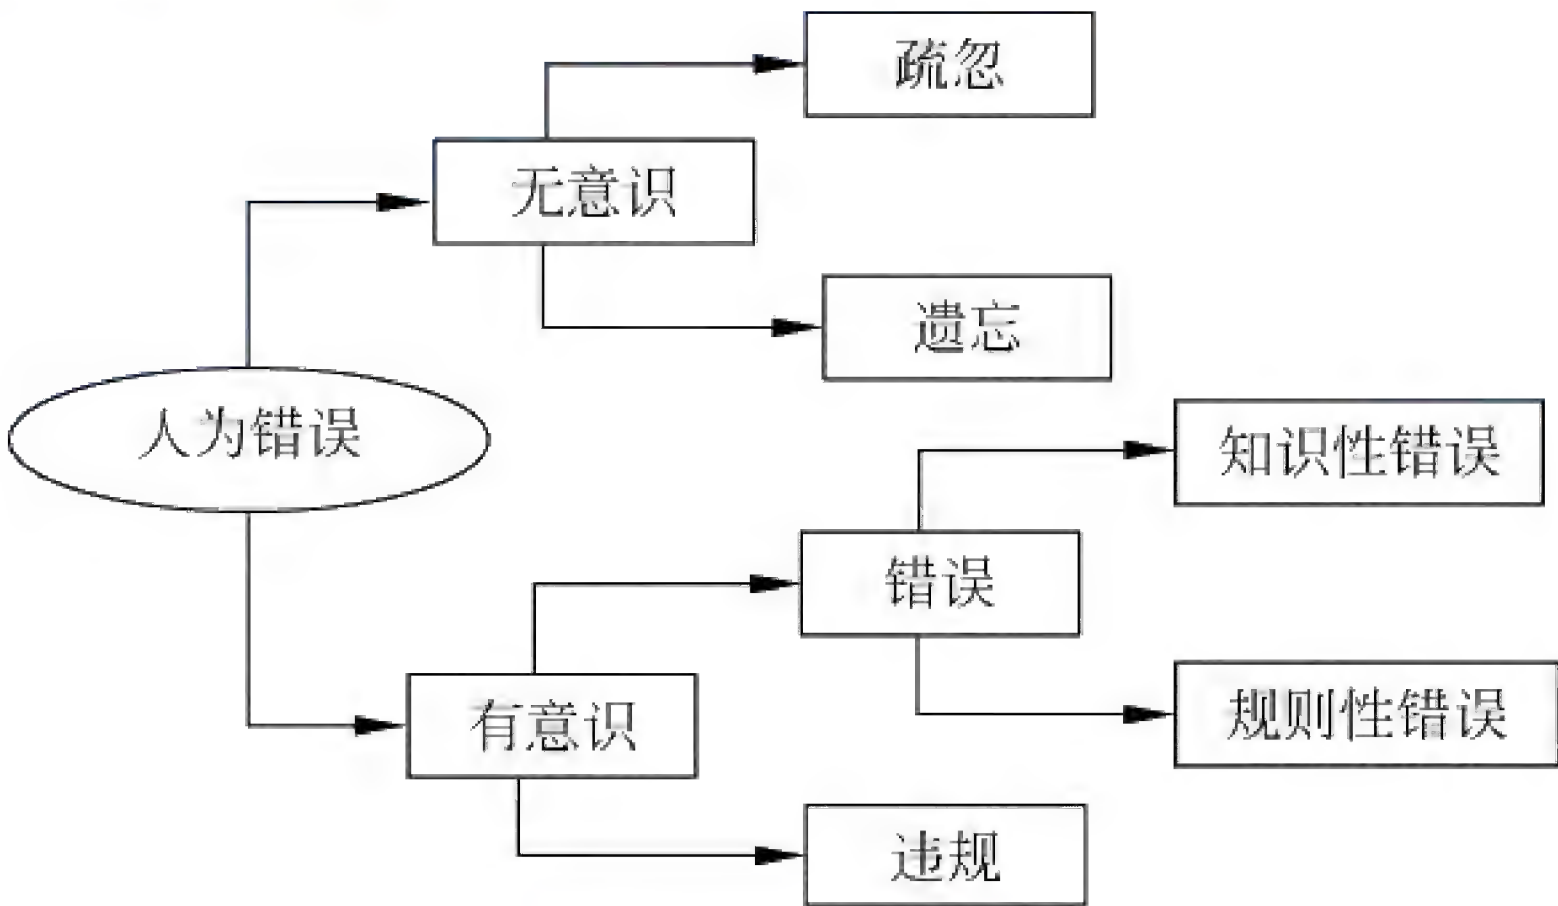 疏忽
无意识
遗忘
人为错误
知识性错误
错误
规则性错误
有意识
违规